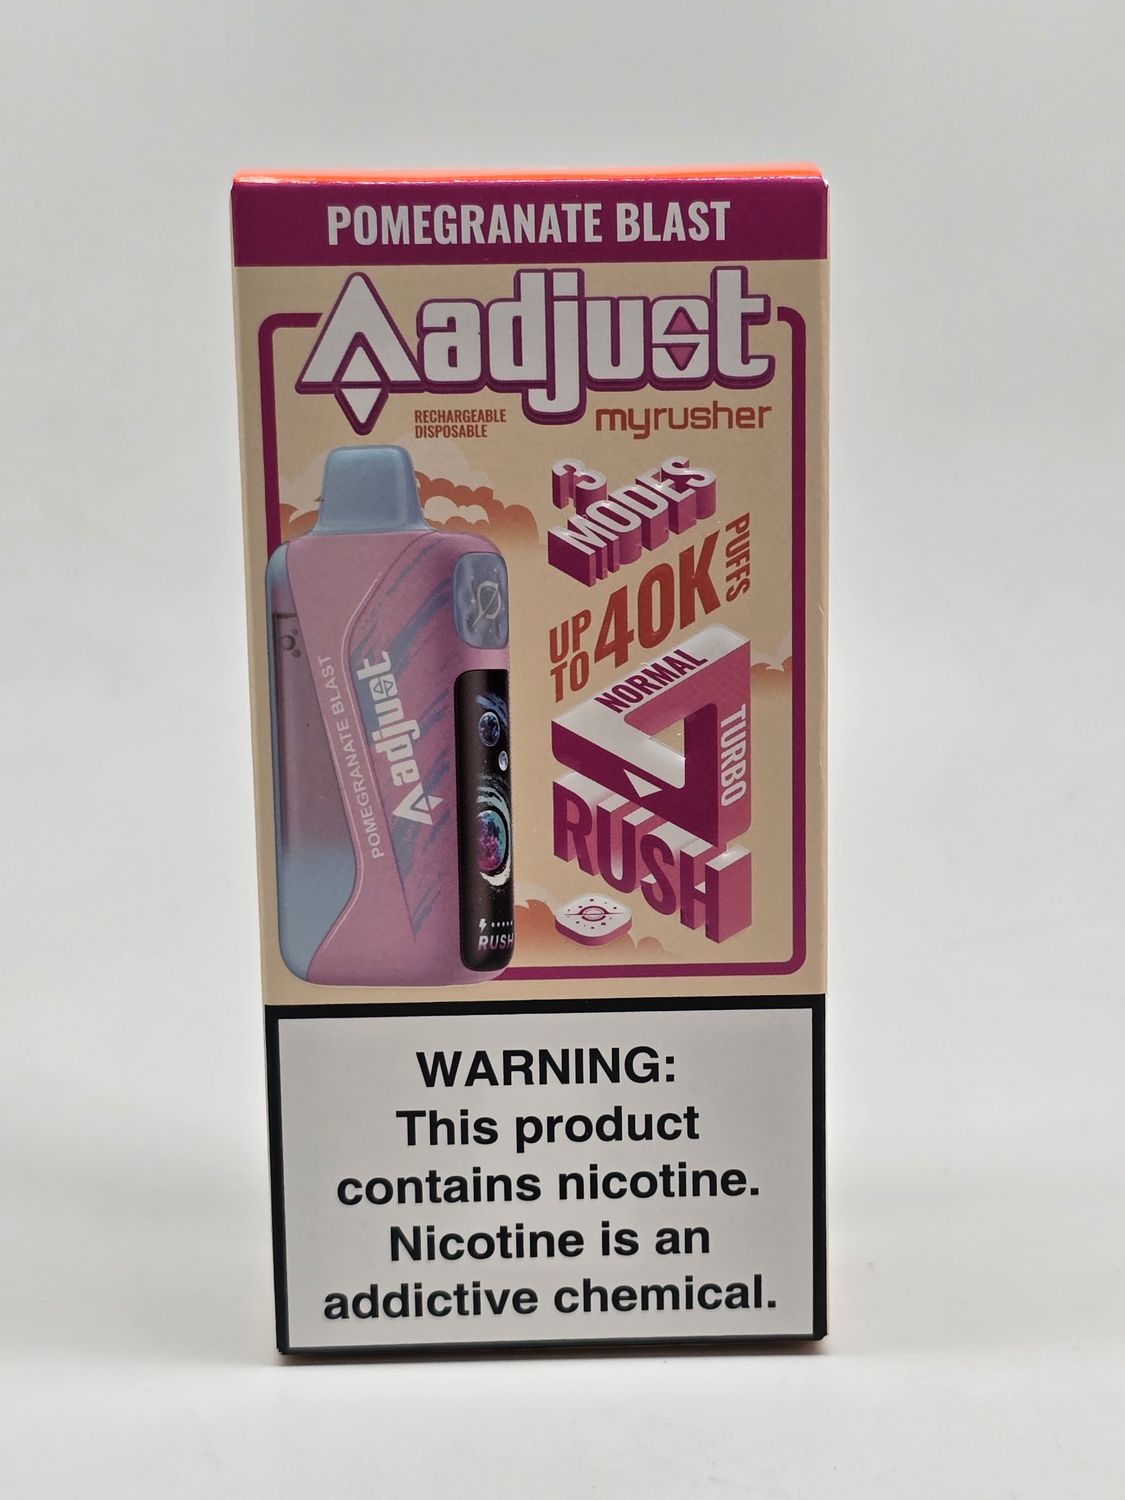 POMEGRANATE BLAST
adjust
RECHARGEABLE
DISPOSABLE
myrusher
3
MODES
UP
TO
40K
PUFFS
NORMAL
TURBO
RUSH
POMEGRANATE BLAST
adjust
RUSH
WARNING:
This product
contains nicotine.
Nicotine is an
addictive chemical.